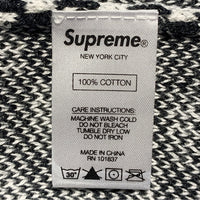 Supreme®
NEW YORK CITY
100% COTTON
CARE INSTRUCTIONS:
MACHINE WASH COLD
DO NOT BLEACH
TUMBLE DRY LOW
DO NOT IRON
MADE IN CHINA
RN 101837
30°